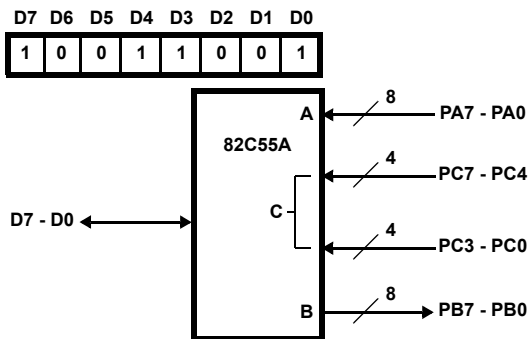 D7 D6 D5 D4 D3 D2 D1 D0
1 0 0 1 1 0 0 1
A 8 PA7 - PA0
82C55A
4 PC7 - PC4
C
D7 - D0
4 PC3 - PC0
B 8 PB7 - PB0